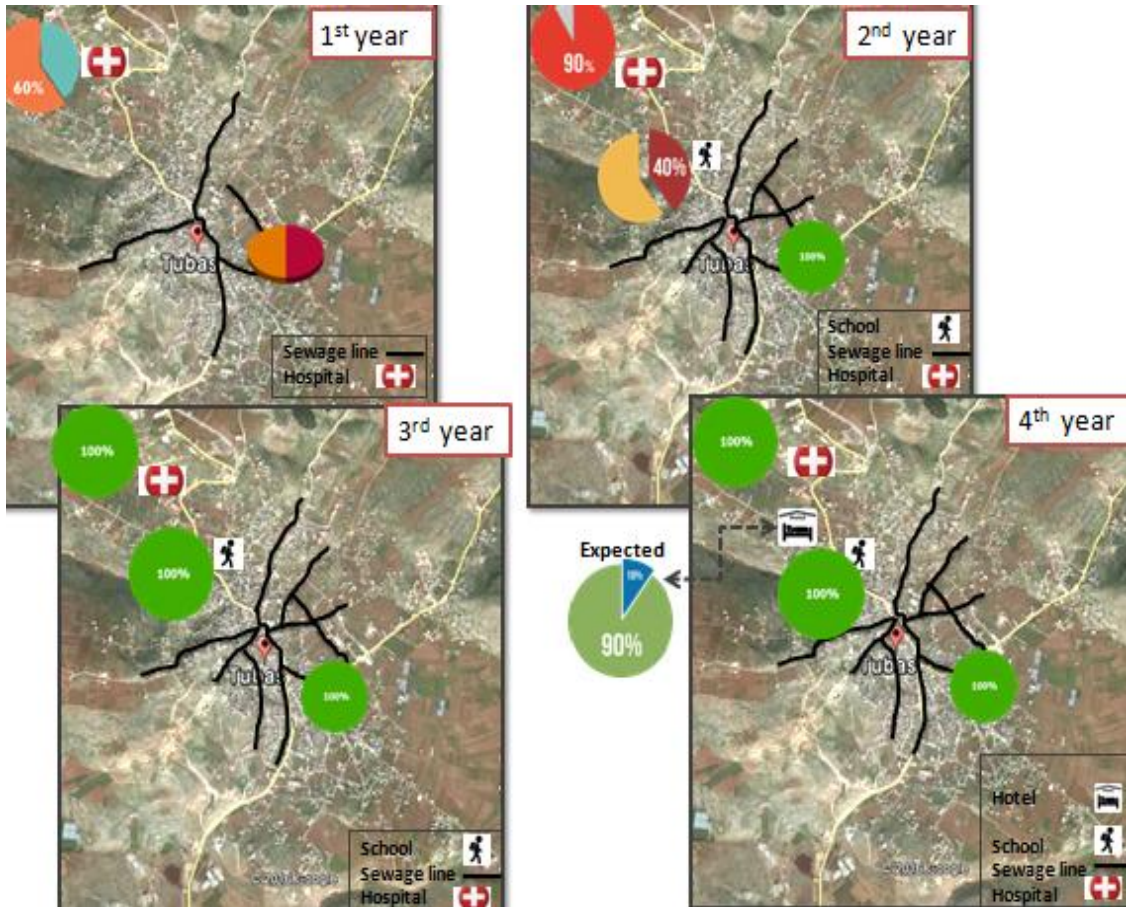 1st year
60%
Tubas
Sewage line
Hospital
2nd year
90%
40%
Tubas
100%
School
Sewage line
Hospital
3rd year
100%
100%
Tubas
100%
School
Sewage line
Hospital
4th year
100%
Expected
10%
90%
100%
Tubas
100%
Hotel
School
Sewage line
Hospital